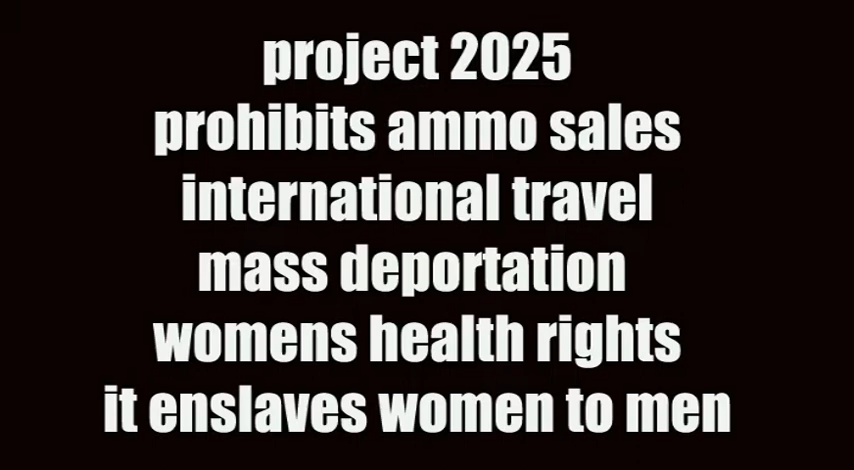 project 2025
prohibits ammo sales
international travel
mass deportation
womens health rights
it enslaves women to men